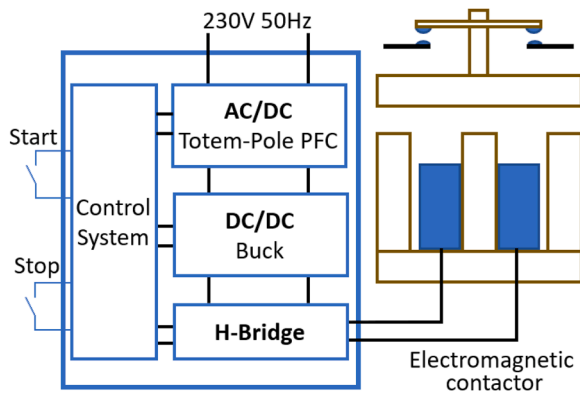 230V 50Hz
AC/DC
Totem-Pole PFC
Start
Control
System
DC/DC
Buck
Stop
H-Bridge
Electromagnetic
contactor